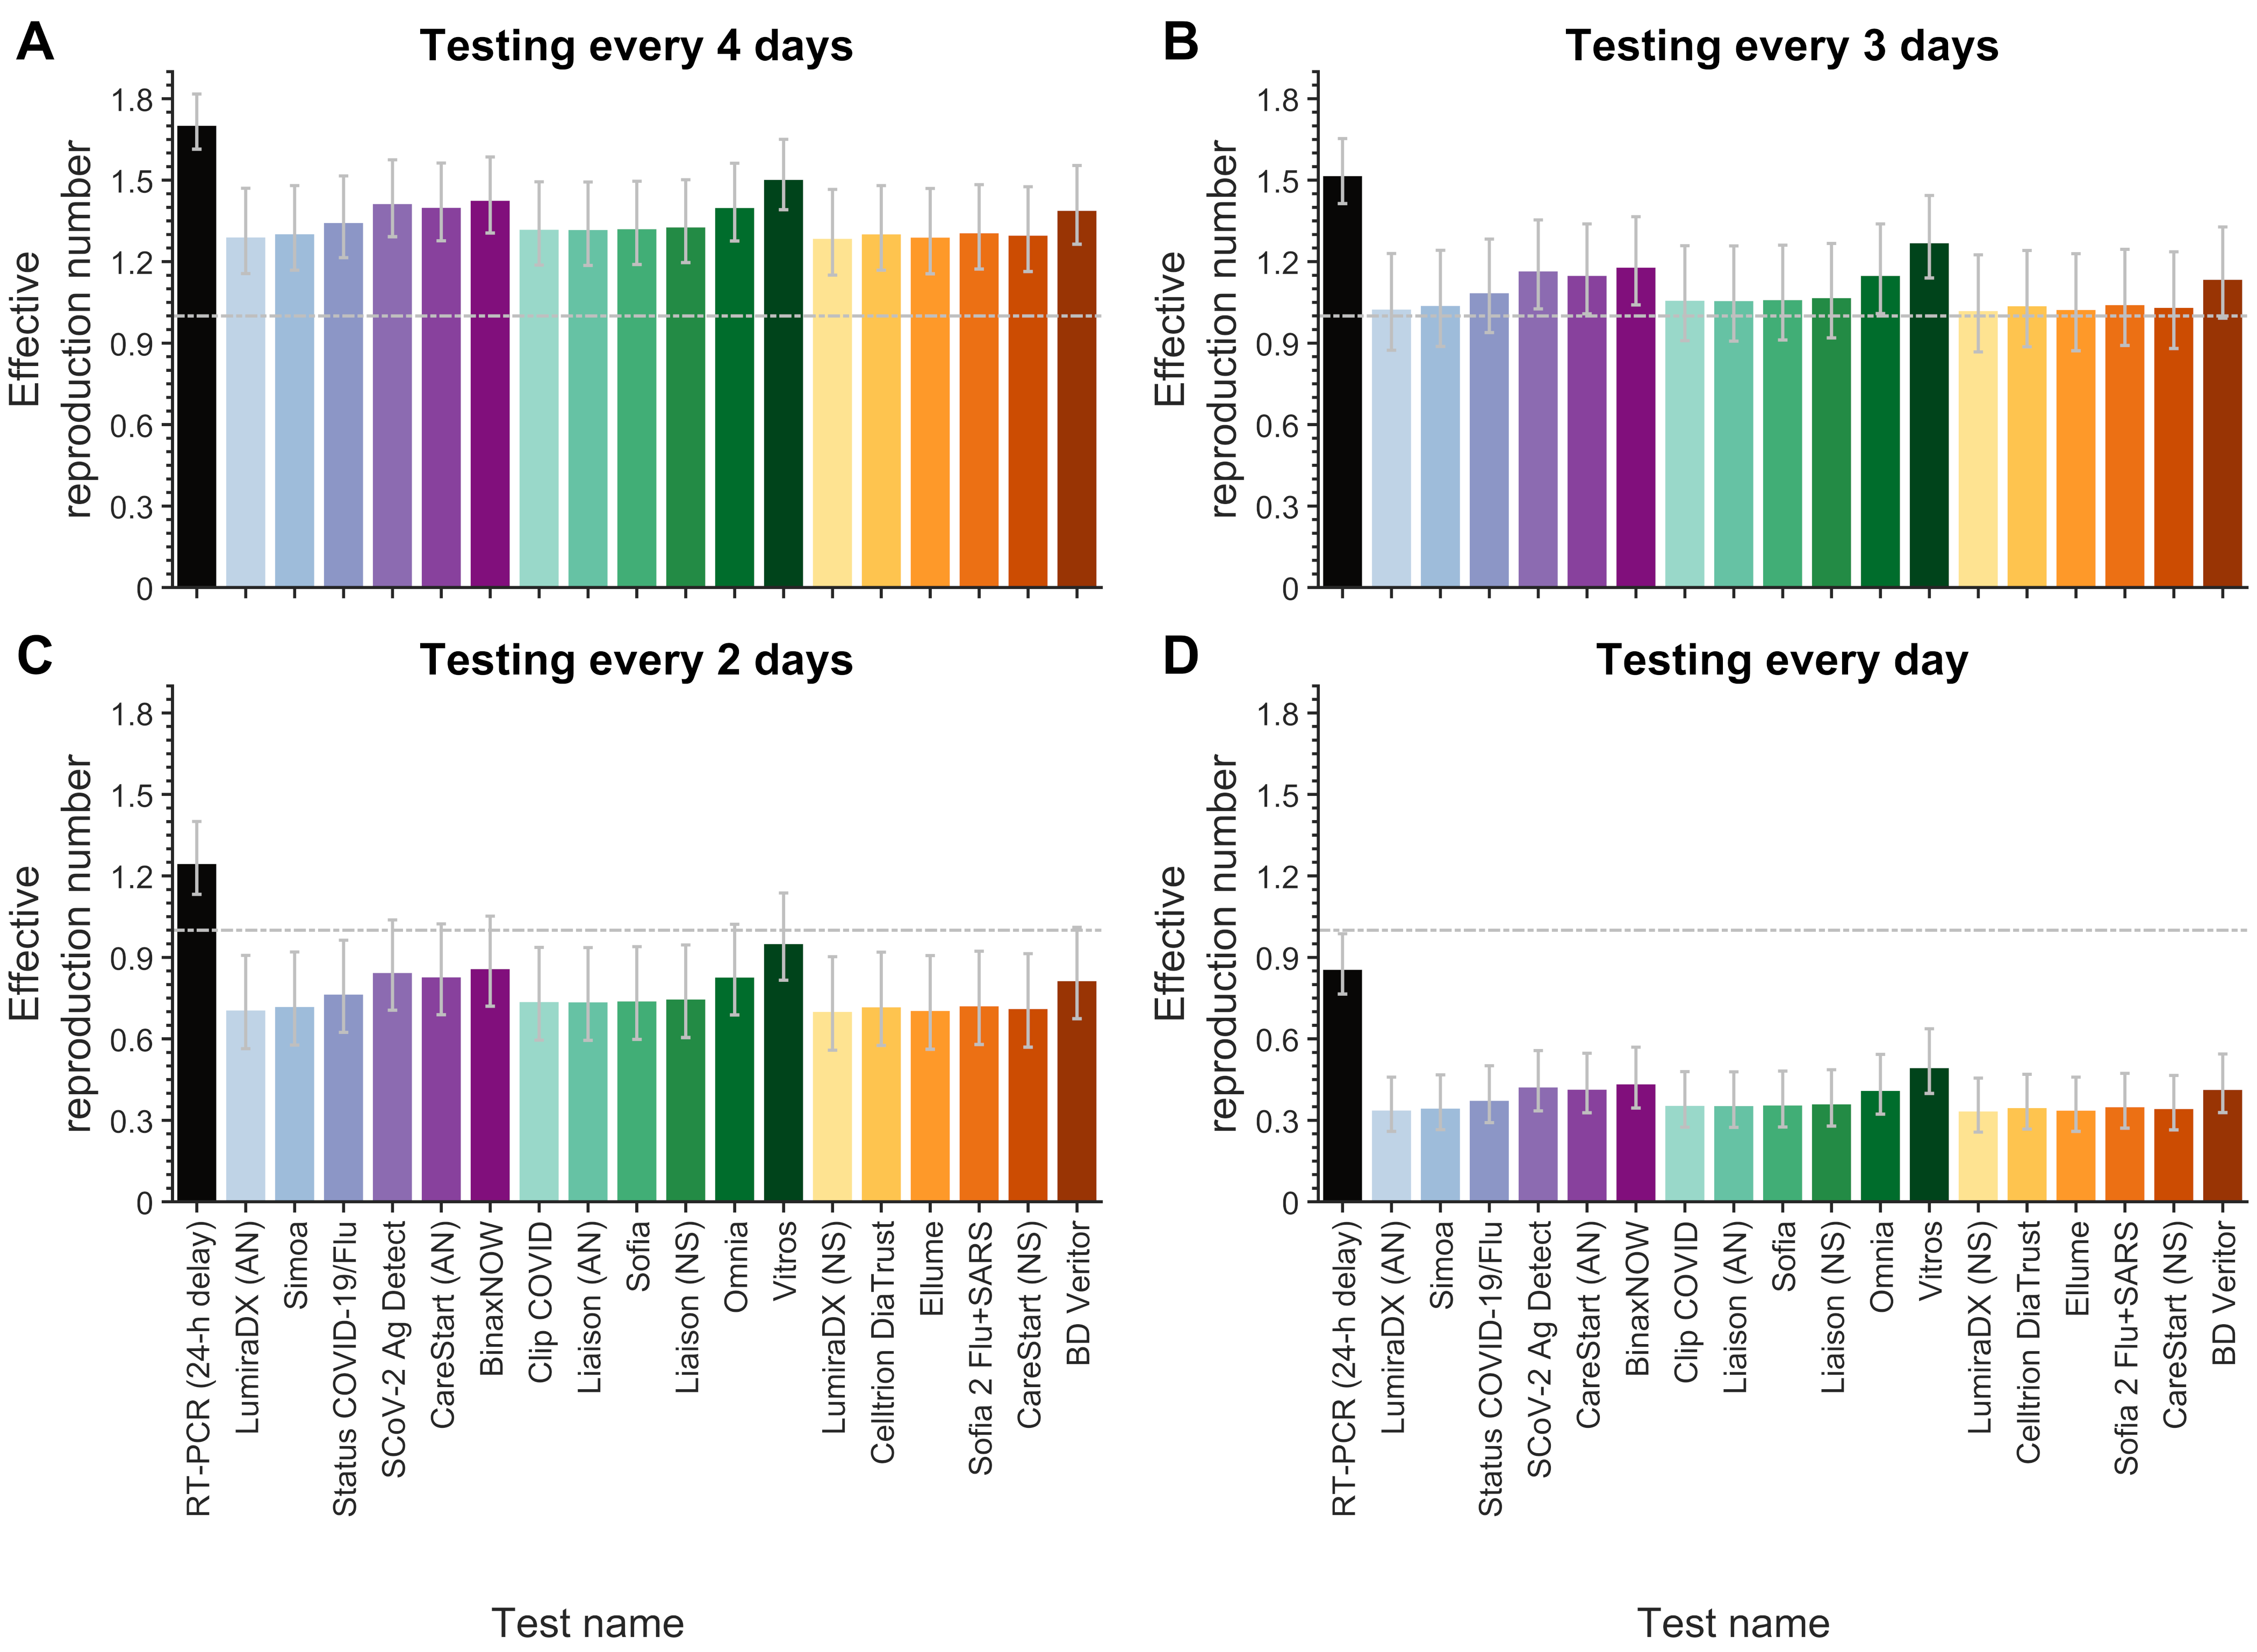 A
Testing every 4 days
Effective
reproduction number
1.8
1.5
1.2
0.9
0.6
0.3
0
B
Testing every 3 days
Effective
reproduction number
1.8
1.5
1.2
0.9
0.6
0.3
0
C
Testing every 2 days
Effective
reproduction number
1.8
1.5
1.2
0.9
0.6
0.3
0
RT-PCR (24-h delay)
LumiraDX (AN)
Simoa
Status COVID-19/Flu
SCoV-2 Ag Detect
CareStart (AN)
BinaxNOW
Clip COVID
Liaison (AN)
Sofia
Liaison (NS)
Omnia
Vitros
LumiraDX (NS)
Celltrion DiaTrust
Ellume
Sofia 2 Flu+SARS
CareStart (NS)
BD Veritor
Test name
D
Testing every day
Effective
reproduction number
1.8
1.5
1.2
0.9
0.6
0.3
0
RT-PCR (24-h delay)
LumiraDX (AN)
Simoa
Status COVID-19/Flu
SCoV-2 Ag Detect
CareStart (AN)
BinaxNOW
Clip COVID
Liaison (AN)
Sofia
Liaison (NS)
Omnia
Vitros
LumiraDX (NS)
Celltrion DiaTrust
Ellume
Sofia 2 Flu+SARS
CareStart (NS)
BD Veritor
Test name